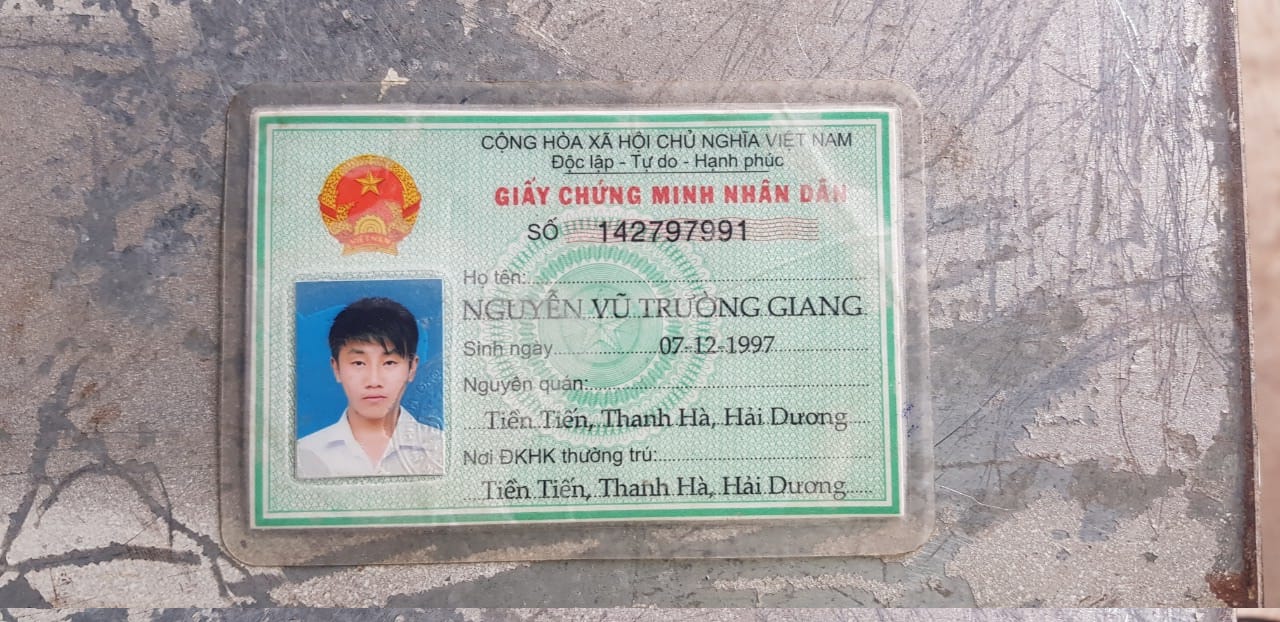 CỘNG HÒA XÃ HỘI CHỦ NGHĨA VIỆT NAM
Độc lập - Tự do - Hạnh phúc
GIẤY CHỨNG MINH NHÂN DÂN
SỐ 142797991
VIỆT NAM
Họ tên:
NGUYỄN VŨ TRƯỜNG GIANG
Sinh ngày 07-12-1997
Nguyên quán:
Tiền Tiến, Thanh Hà, Hải Dương
Nơi ĐKHK thường trú:
Tiền Tiến, Thanh Hà, Hải Dương